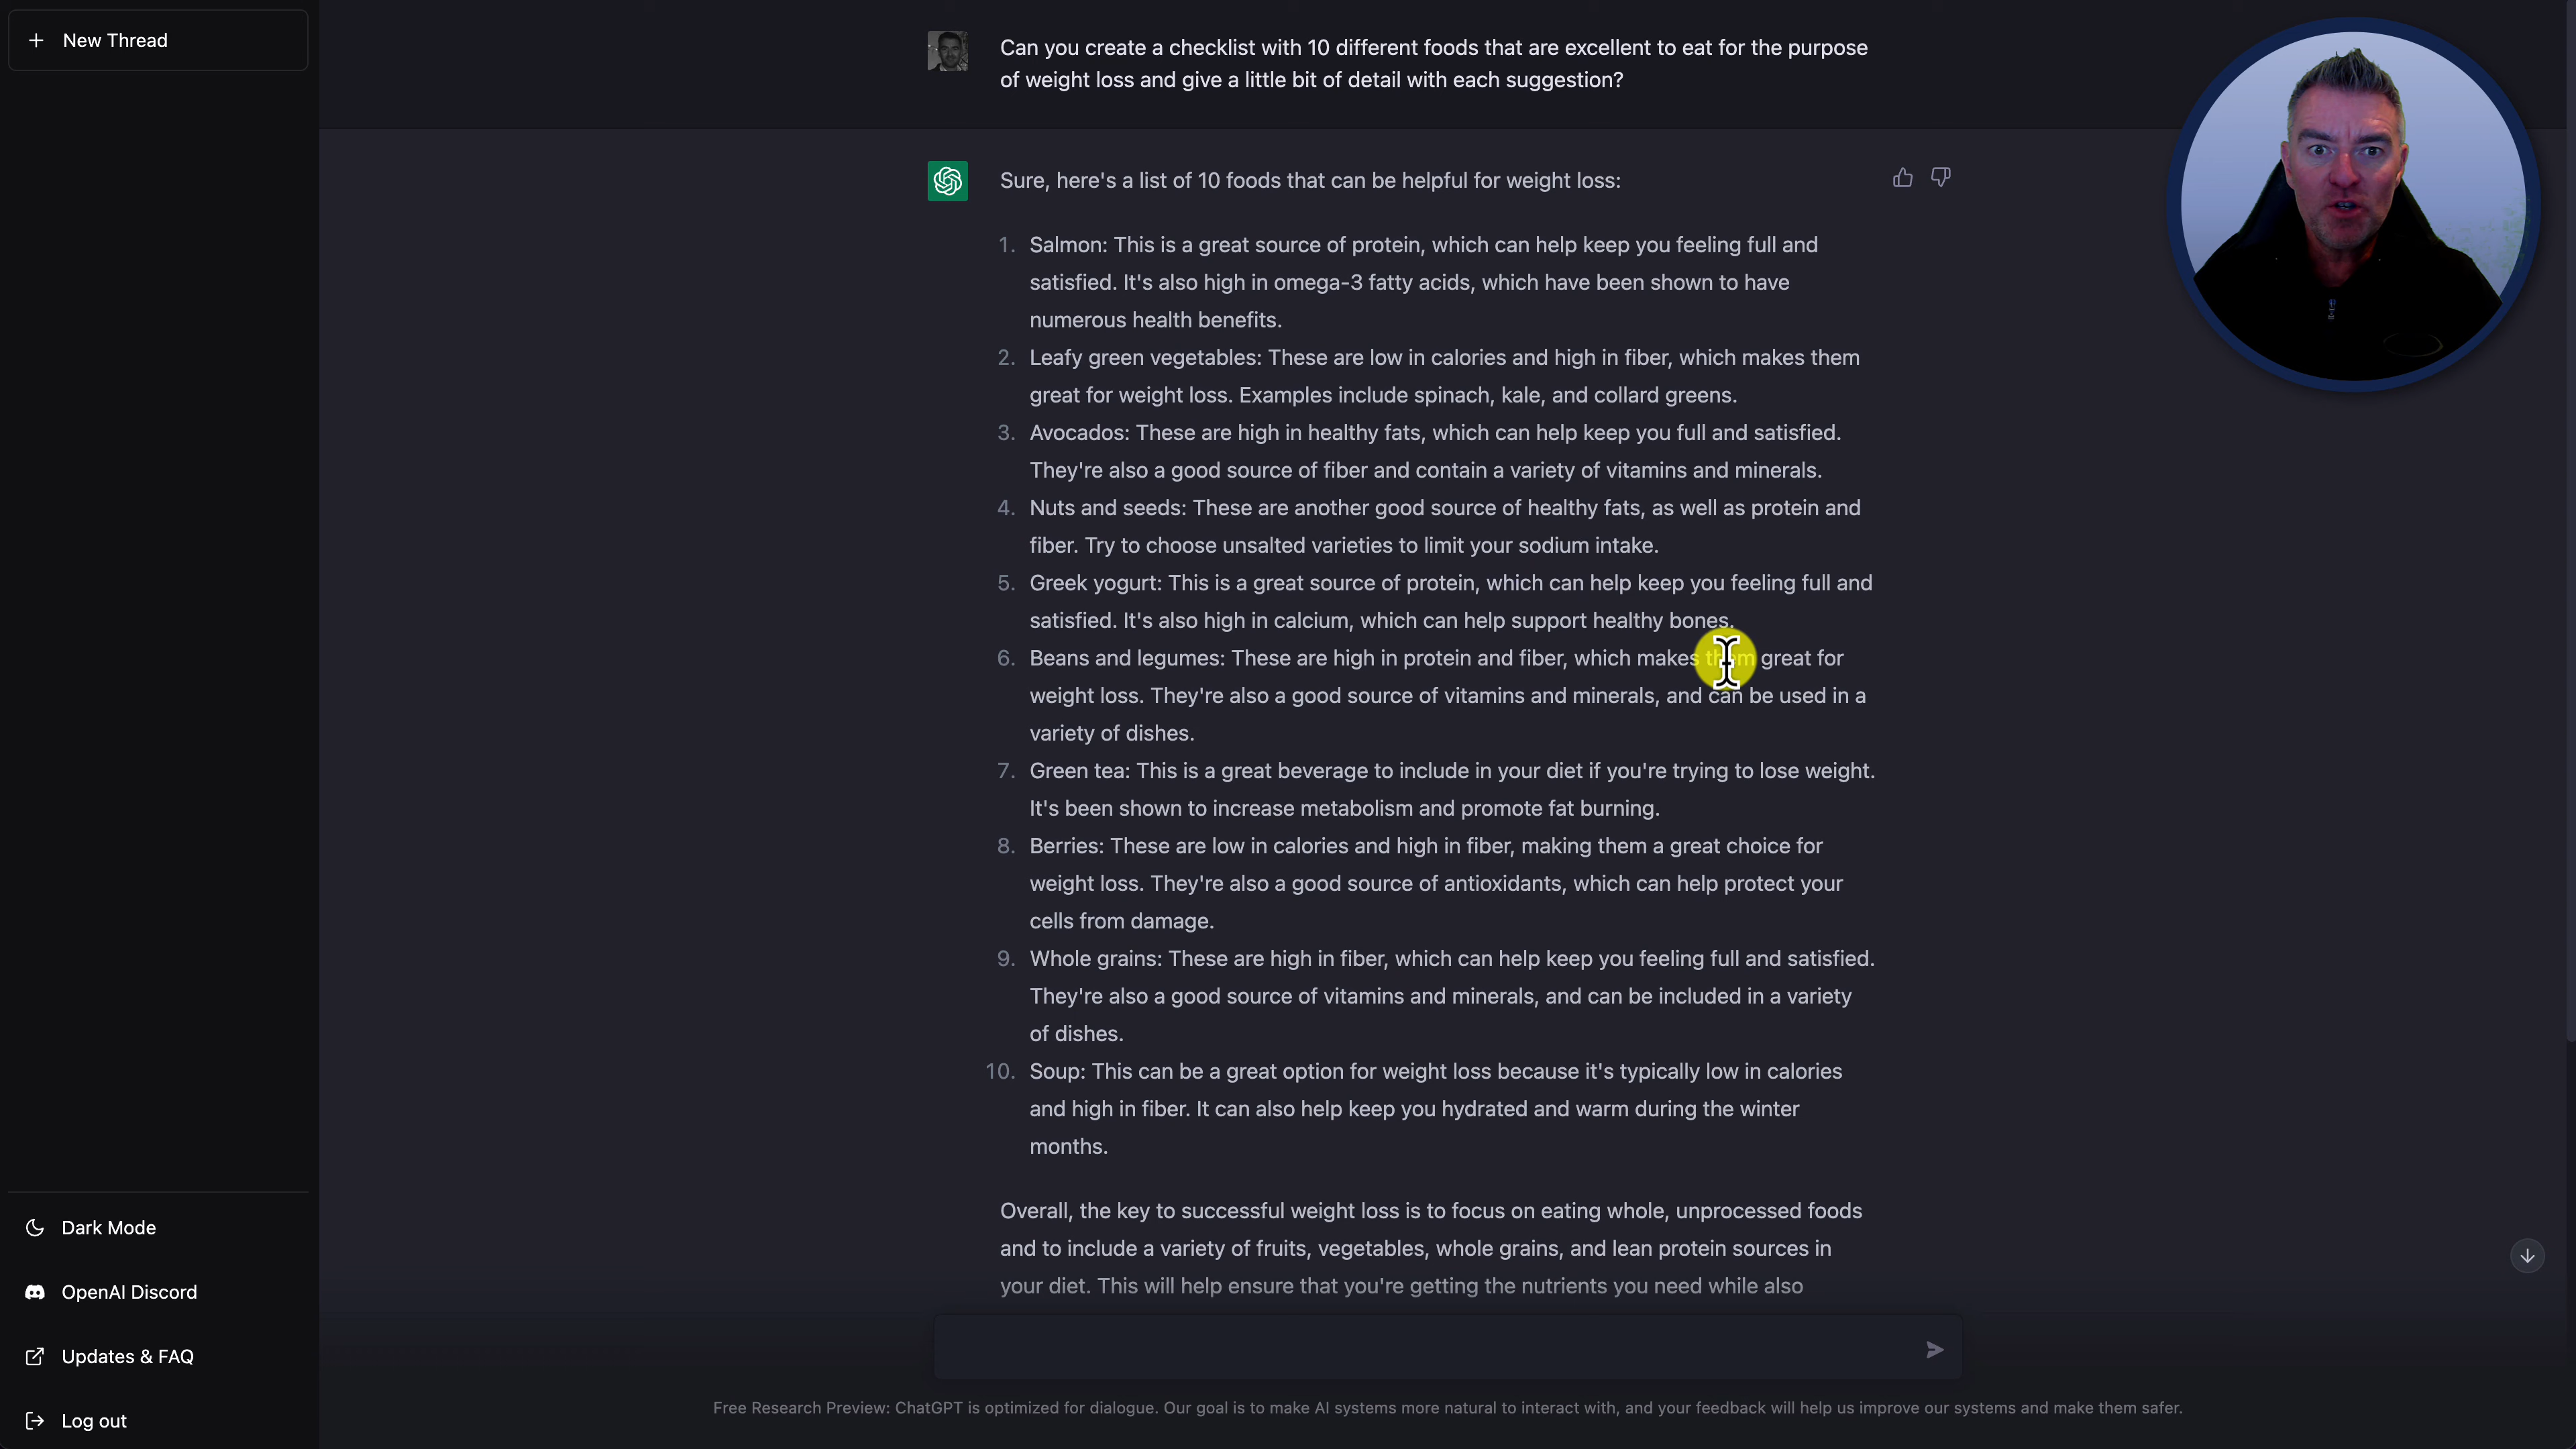 New Thread
Can you create a checklist with 10 different foods that are excellent to eat for the purpose
of weight loss and give a little bit of detail with each suggestion?
Sure, here's a list of 10 foods that can be helpful for weight loss:
1. Salmon: This is a great source of protein, which can help keep you feeling full and
satisfied. It's also high in omega-3 fatty acids, which have been shown to have
numerous health benefits.
2. Leafy green vegetables: These are low in calories and high in fiber, which makes them
great for weight loss. Examples include spinach, kale, and collard greens.
3. Avocados: These are high in healthy fats, which can help keep you full and satisfied.
They're also a good source of fiber and contain a variety of vitamins and minerals.
4. Nuts and seeds: These are another good source of healthy fats, as well as protein and
fiber. Try to choose unsalted varieties to limit your sodium intake.
5. Greek yogurt: This is a great source of protein, which can help keep you feeling full and
satisfied. It's also high in calcium, which can help support healthy bones.
6. Beans and legumes: These are high in protein and fiber, which makes them great for
weight loss. They're also a good source of vitamins and minerals, and can be used in a
variety of dishes.
7. Green tea: This is a great beverage to include in your diet if you're trying to lose weight.
It's been shown to increase metabolism and promote fat burning.
8. Berries: These are low in calories and high in fiber, making them a great choice for
weight loss. They're also a good source of antioxidants, which can help protect your
cells from damage.
9. Whole grains: These are high in fiber, which can help keep you feeling full and satisfied.
They're also a good source of vitamins and minerals, and can be included in a variety
of dishes.
10. Soup: This can be a great option for weight loss because it's typically low in calories
and high in fiber. It can also help keep you hydrated and warm during the winter
months.
Overall, the key to successful weight loss is to focus on eating whole, unprocessed foods
and to include a variety of fruits, vegetables, whole grains, and lean protein sources in
your diet. This will help ensure that you're getting the nutrients you need while also
Dark Mode
OpenAI Discord
Updates & FAQ
Log out
Free Research Preview: ChatGPT is optimized for dialogue. Our goal is to make AI systems more natural to interact with, and your feedback will help us improve our systems and make them safer.